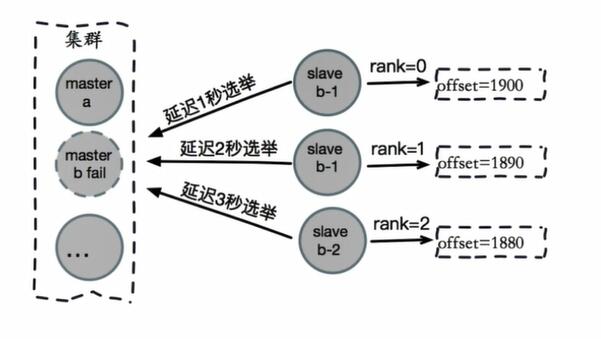 集群
master
a
master
b fail
...
延迟1秒选举
延迟2秒选举
延迟3秒选举
slave
b-1
rank=0
offset=1900
slave
b-1
rank=1
offset=1890
slave
b-2
rank=2
offset=1880